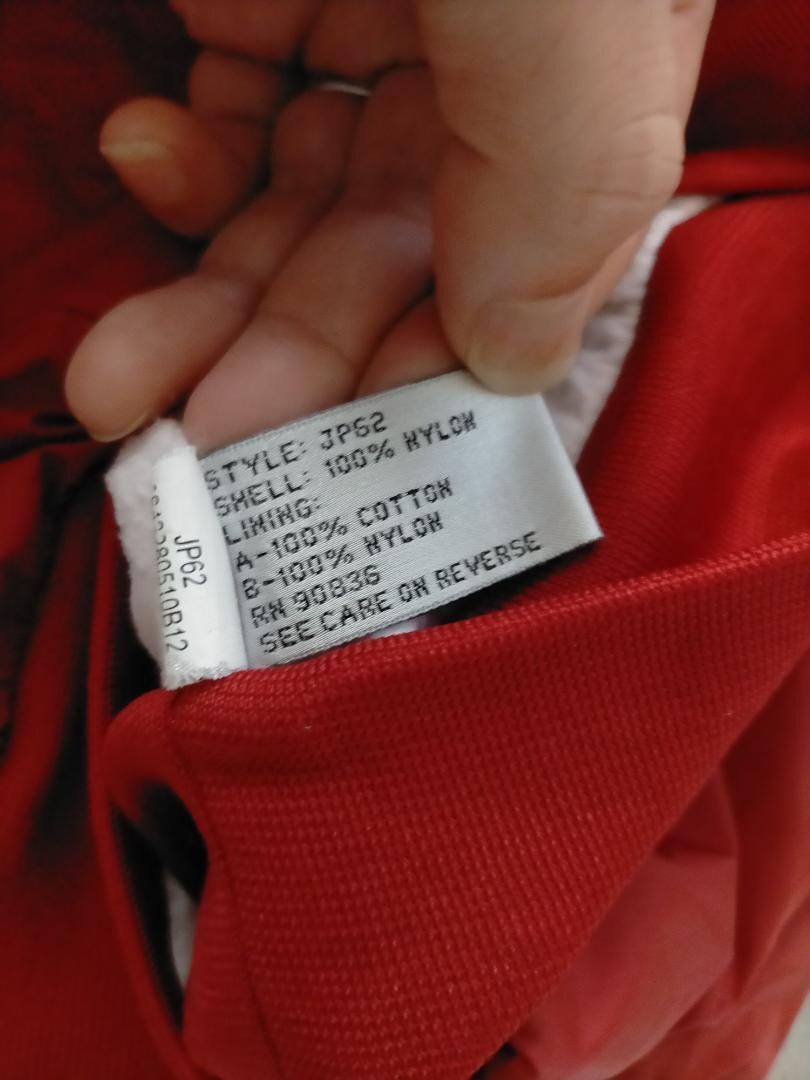 STYLE: JP62
SHELL: 100% NYLON
LINING:
A-100% COTTON
B-100% NYLON
RN 90836
SEE CARE ON REVERSE
JP62